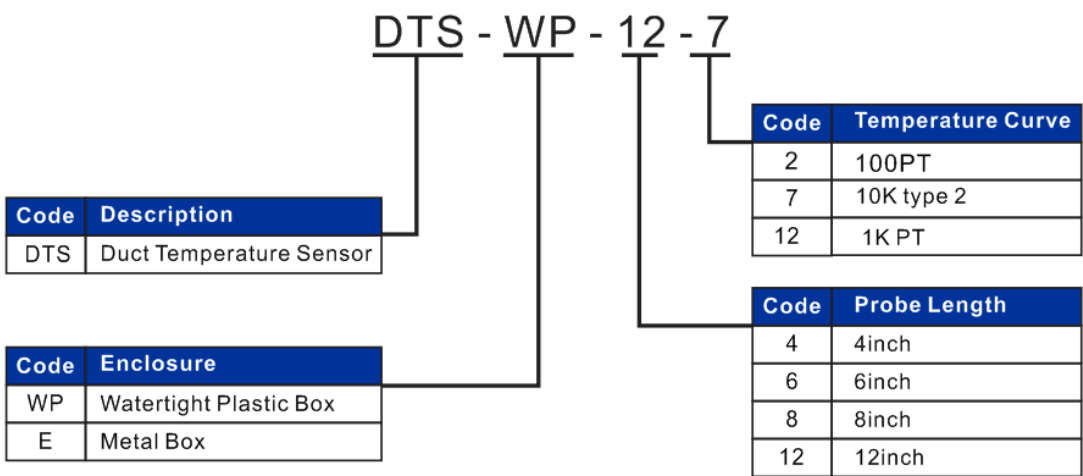 DTS - WP - 12 - 7
Code Temperature Curve
2 100PT
7 10K type 2
12 1K PT
Code Description
DTS Duct Temperature Sensor
Code Probe Length
4 4inch
6 6inch
8 8inch
12 12inch
Code Enclosure
WP Watertight Plastic Box
E Metal Box